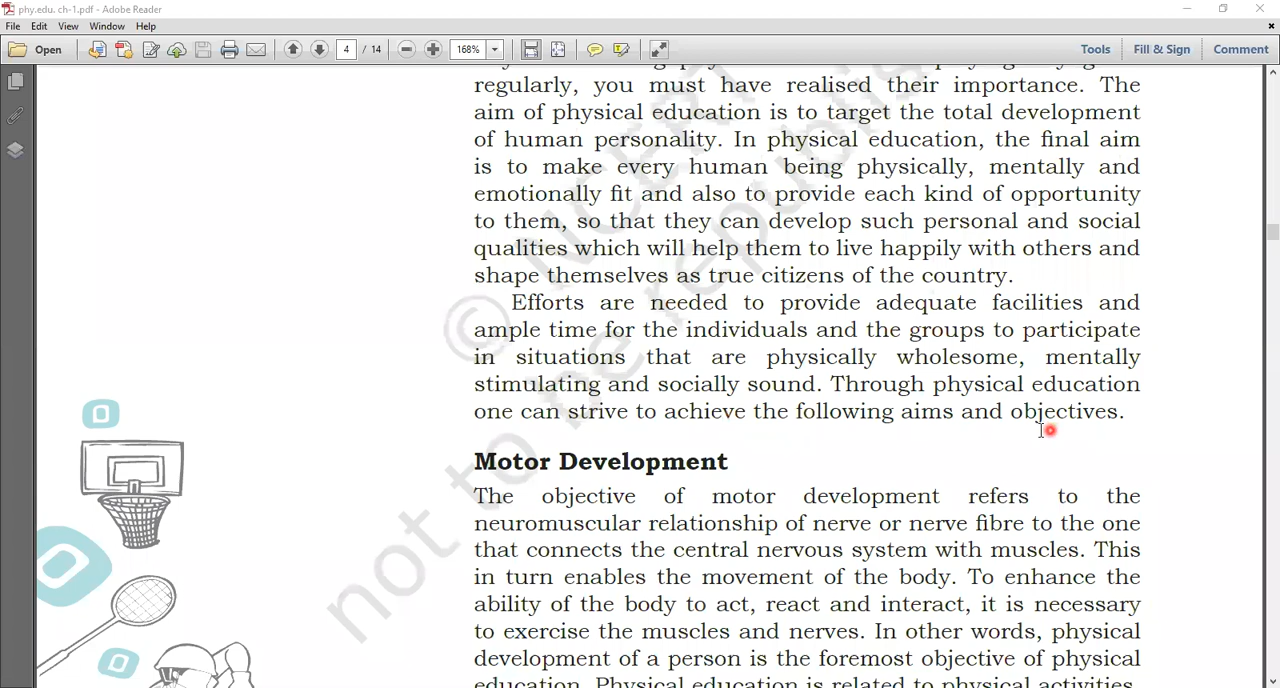 phy.edu. ch-1.pdf - Adobe Reader
File Edit View Window Help
Open 4 / 14 168% Tools Fill & Sign Comment
regularly, you must have realised their importance. The
aim of physical education is to target the total development
of human personality. In physical education, the final aim
is to make every human being physically, mentally and
emotionally fit and also to provide each kind of opportunity
to them, so that they can develop such personal and social
qualities which will help them to live happily with others and
shape themselves as true citizens of the country.
Efforts are needed to provide adequate facilities and
ample time for the individuals and the groups to participate
in situations that are physically wholesome, mentally
stimulating and socially sound. Through physical education
one can strive to achieve the following aims and objectives.
Motor Development
The objective of motor development refers to the
neuromuscular relationship of nerve or nerve fibre to the one
that connects the central nervous system with muscles. This
in turn enables the movement of the body. To enhance the
ability of the body to act, react and interact, it is necessary
to exercise the muscles and nerves. In other words, physical
development of a person is the foremost objective of physical
education. Physical education is related to physical activities.
© NCERT
not to be republis